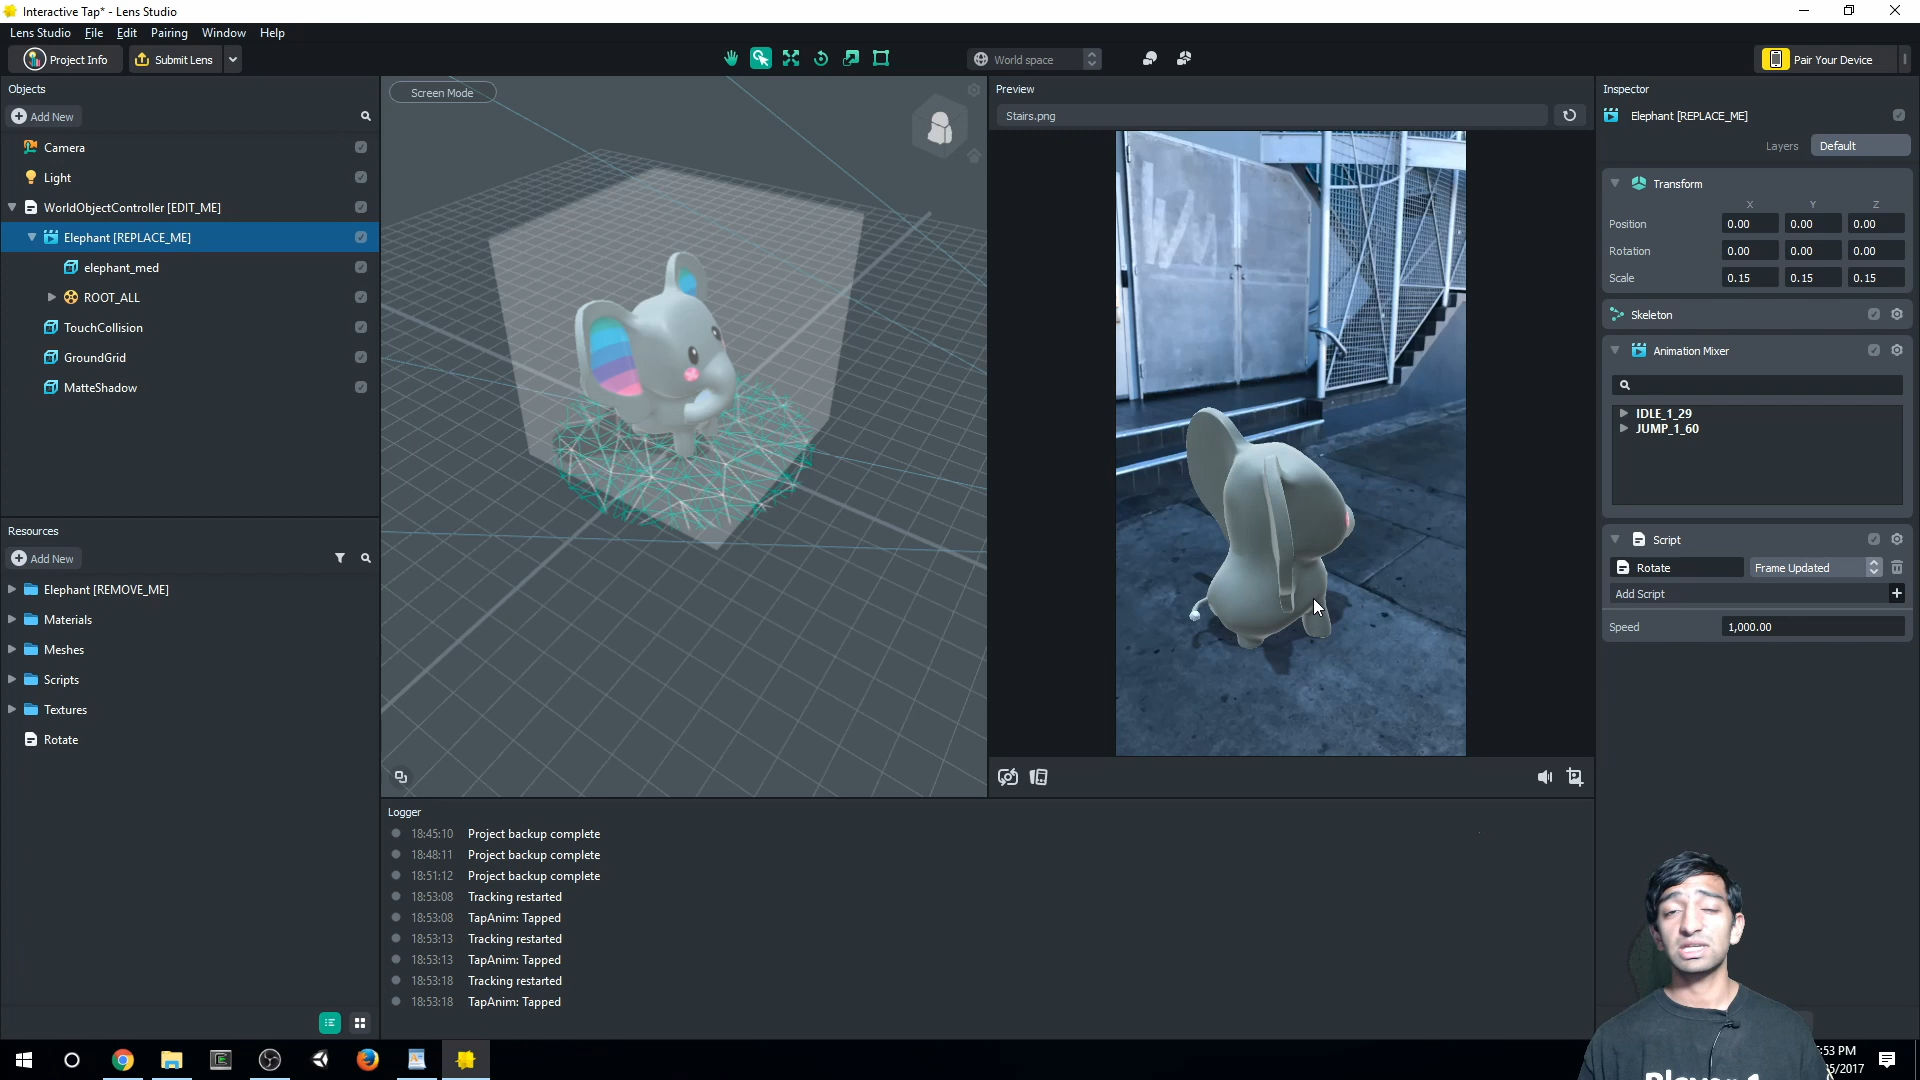 Interactive Tap* - Lens Studio
Lens Studio File Edit Pairing Window Help
Project Info Submit Lens World space Pair Your Device
Objects
Add New
Camera
Light
WorldObjectController [EDIT_ME]
Elephant [REPLACE_ME]
elephant_med
ROOT_ALL
TouchCollision
GroundGrid
MatteShadow
Resources
Add New
Elephant [REMOVE_ME]
Materials
Meshes
Scripts
Textures
Rotate
Screen Mode
Preview
Stairs.png
Logger
18:45:10 Project backup complete
18:48:11 Project backup complete
18:51:12 Project backup complete
18:53:08 Tracking restarted
18:53:08 TapAnim: Tapped
18:53:13 Tracking restarted
18:53:13 TapAnim: Tapped
18:53:18 Tracking restarted
18:53:18 TapAnim: Tapped
Inspector
Elephant [REPLACE_ME]
Layers Default
Transform
X Y Z
Position 0.00 0.00 0.00
Rotation 0.00 0.00 0.00
Scale 0.15 0.15 0.15
Skeleton
Animation Mixer
IDLE_1_29
JUMP_1_60
Script
Rotate Frame Updated
Add Script
Speed 1,000.00
:53 PM
5/2017